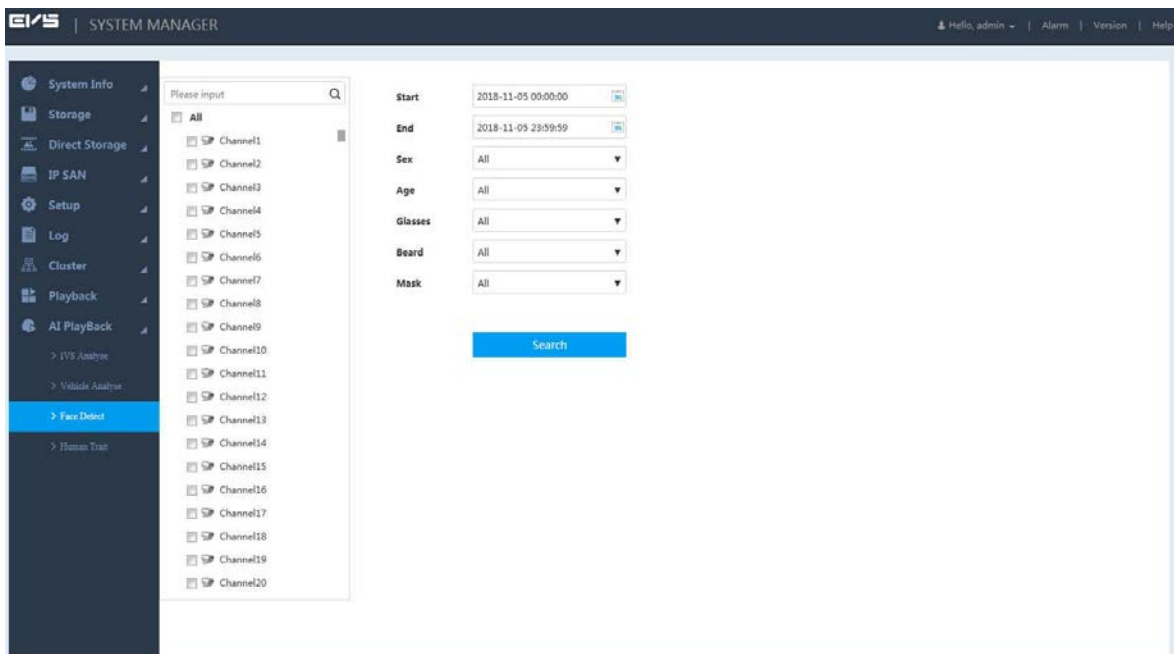 EVS | SYSTEM MANAGER
Hello, admin | Alarm | Version | Help
System Info
Storage
Direct Storage
IP SAN
Setup
Log
Cluster
Playback
AI PlayBack
> IVS Analyse
> Vehicle Analyse
> Face Detect
> Human Trait
Please input
All
Channel1
Channel2
Channel3
Channel4
Channel5
Channel6
Channel7
Channel8
Channel9
Channel10
Channel11
Channel12
Channel13
Channel14
Channel15
Channel16
Channel17
Channel18
Channel19
Channel20
Start 2018-11-05 00:00:00
End 2018-11-05 23:59:59
Sex All
Age All
Glasses All
Beard All
Mask All
Search